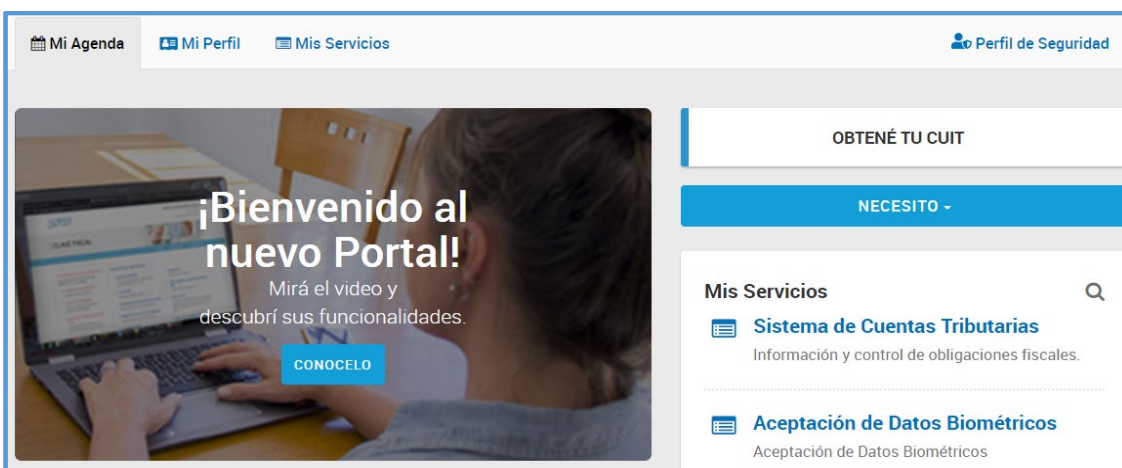 Mi Agenda
Mi Perfil
Mis Servicios
Perfil de Seguridad
¡Bienvenido al
nuevo Portal!
Mirá el video y
descubrí sus funcionalidades.
CONOCELO
OBTENÉ TU CUIT
NECESITO
Mis Servicios
Sistema de Cuentas Tributarias
Información y control de obligaciones fiscales.
Aceptación de Datos Biométricos
Aceptación de Datos Biométricos